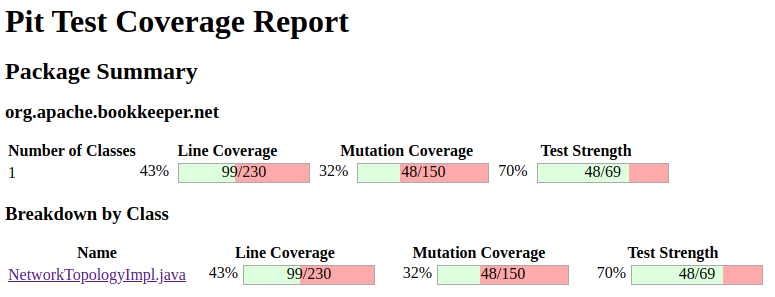 Pit Test Coverage Report
Package Summary
org.apache.bookkeeper.net
Number of Classes Line Coverage Mutation Coverage Test Strength
1 43% 99/230 32% 48/150 70% 48/69
Breakdown by Class
Name Line Coverage Mutation Coverage Test Strength
NetworkTopologyImpl.java 43% 99/230 32% 48/150 70% 48/69